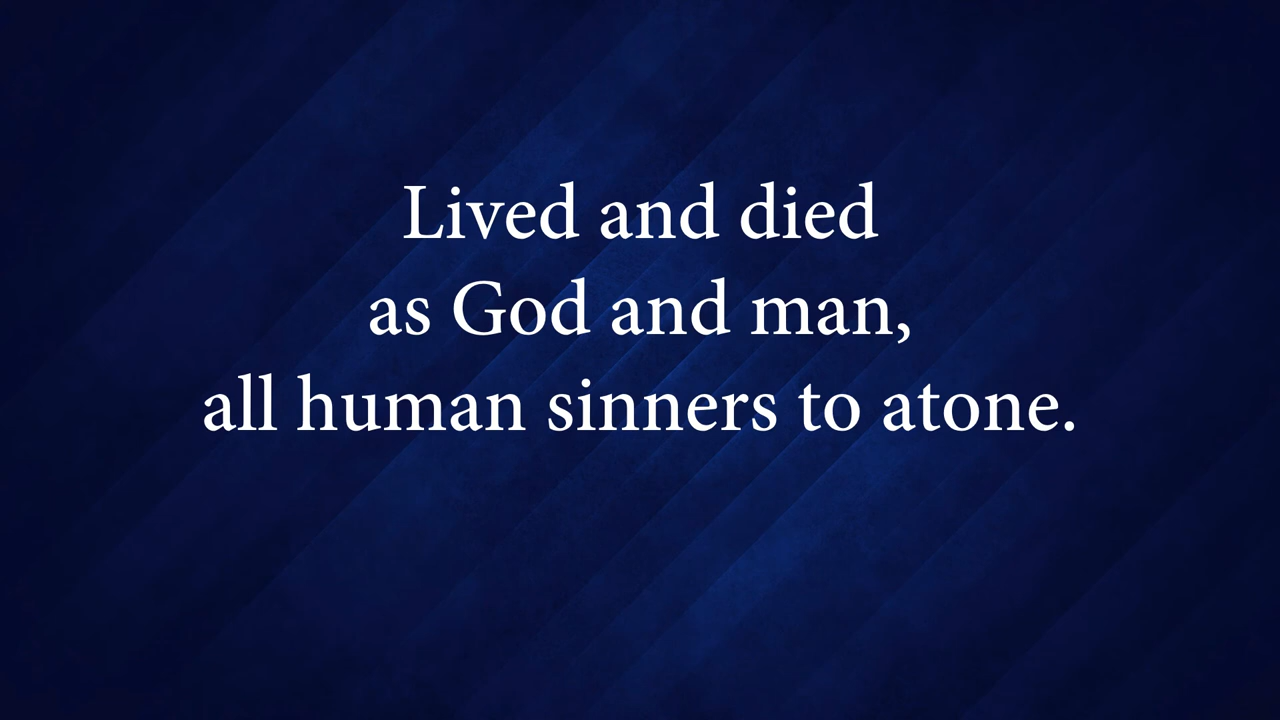 Lived and died
as God and man,
all human sinners to atone.